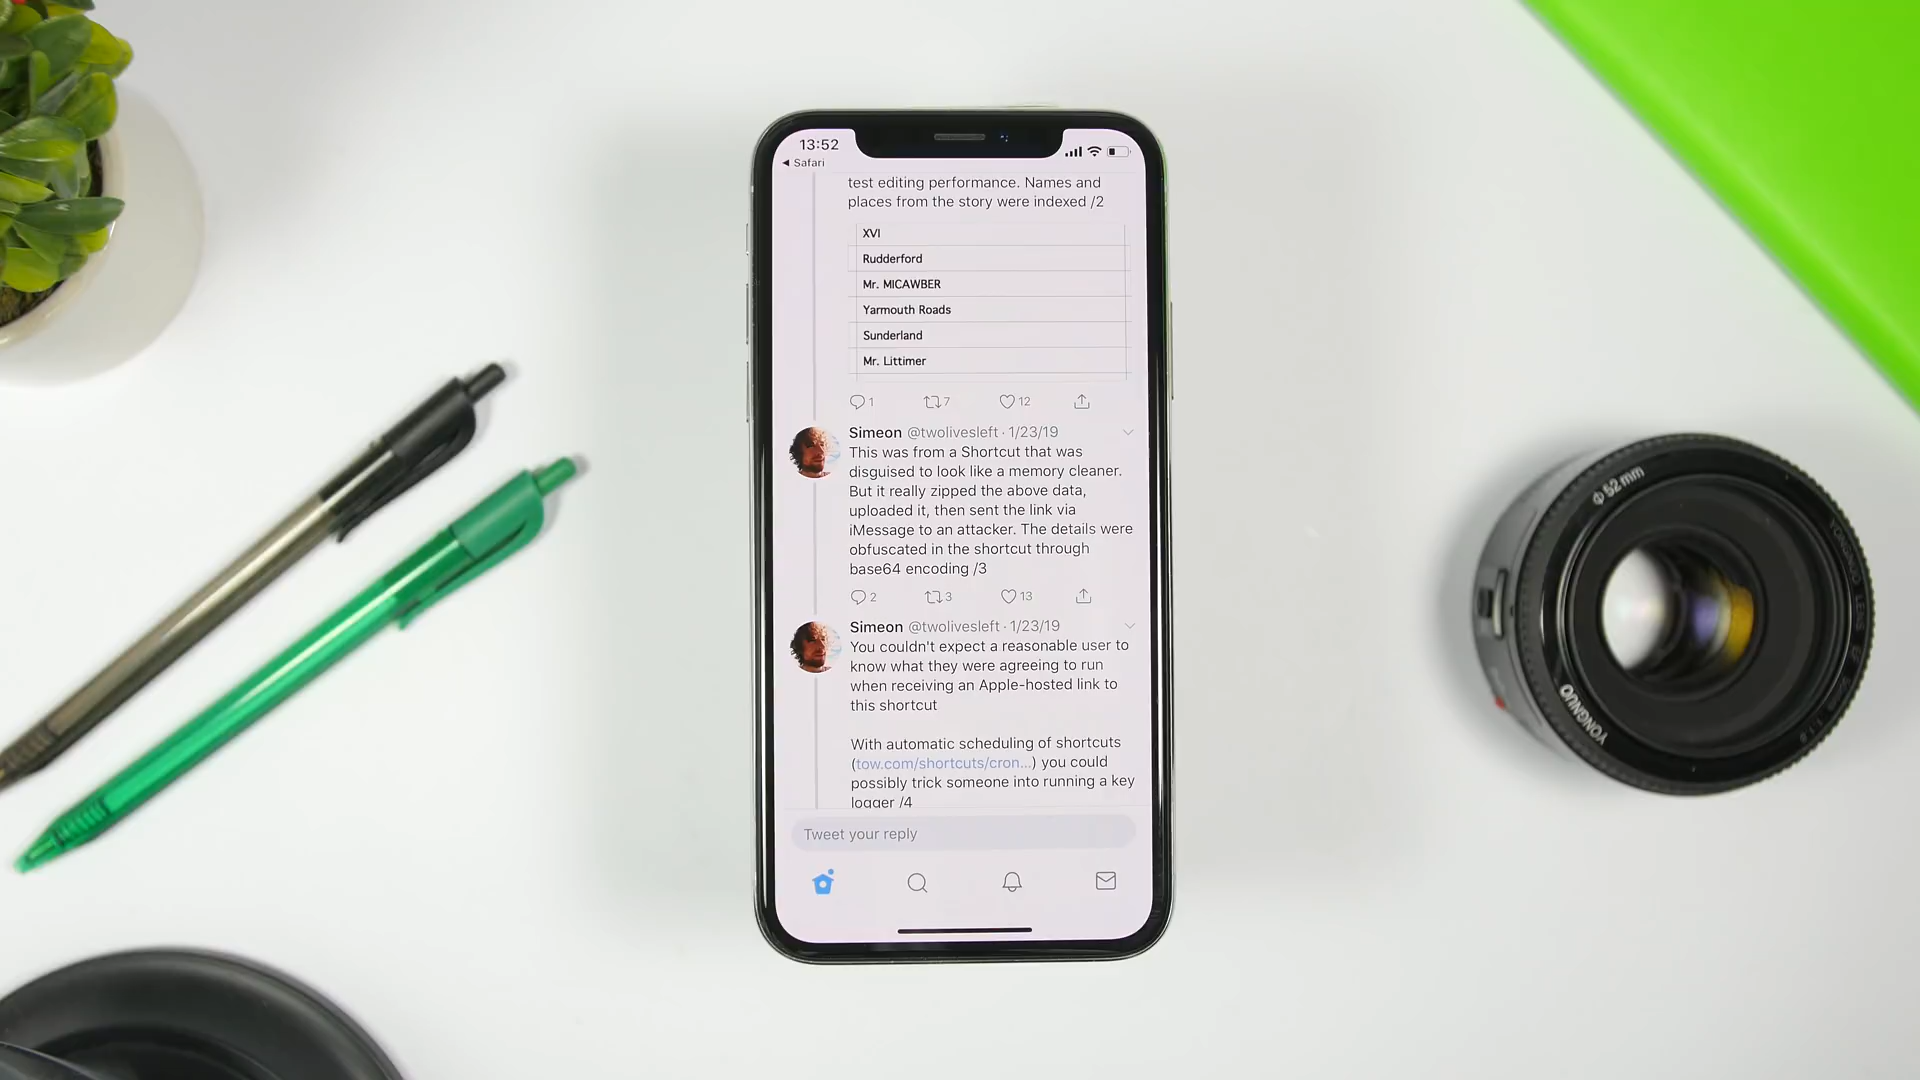 13:52
Safari
test editing performance. Names and
places from the story were indexed /2
XVI
Rudderford
Mr. MICAWBER
Yarmouth Roads
Sunderland
Mr. Littimer
1 7 12
Simeon @twolivesleft · 1/23/19
This was from a Shortcut that was
disguised to look like a memory cleaner.
But it really zipped the above data,
uploaded it, then sent the link via
iMessage to an attacker. The details were
obfuscated in the shortcut through
base64 encoding /3
2 3 13
Simeon @twolivesleft · 1/23/19
You couldn't expect a reasonable user to
know what they were agreeing to run
when receiving an Apple-hosted link to
this shortcut
With automatic scheduling of shortcuts
(tow.com/shortcuts/cron...) you could
possibly trick someone into running a key
logger /4
Tweet your reply
Φ52mm
YONGNUO